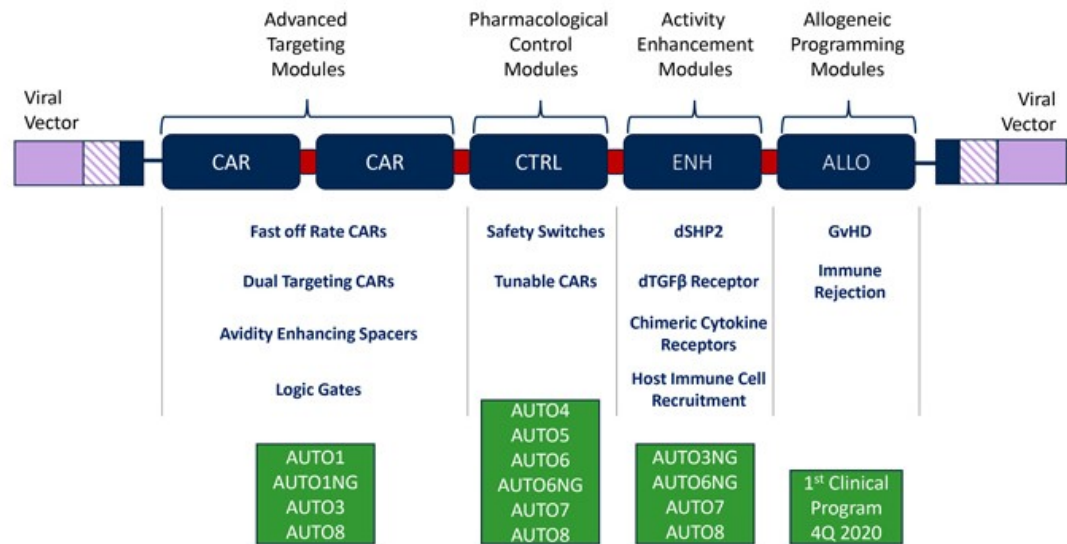 Advanced
Targeting
Modules
Pharmacological
Control
Modules
Activity
Enhancement
Modules
Allogeneic
Programming
Modules
Viral
Vector
Viral
Vector
CAR
CAR
CTRL
ENH
ALLO
Fast off Rate CARs
Dual Targeting CARs
Avidity Enhancing Spacers
Logic Gates
Safety Switches
Tunable CARs
dSHP2
dTGFβ Receptor
Chimeric Cytokine
Receptors
Host Immune Cell
Recruitment
GvHD
Immune
Rejection
AUTO1
AUTO1NG
AUTO3
AUTO8
AUTO4
AUTO5
AUTO6
AUTO6NG
AUTO7
AUTO8
AUTO3NG
AUTO6NG
AUTO7
AUTO8
1st Clinical
Program
4Q 2020